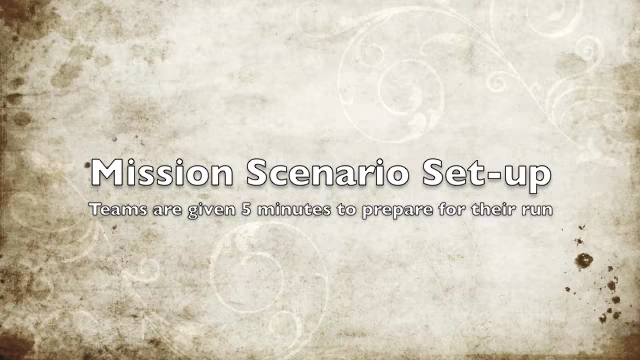 Mission Scenario Set-up
Teams are given 5 minutes to prepare for their run